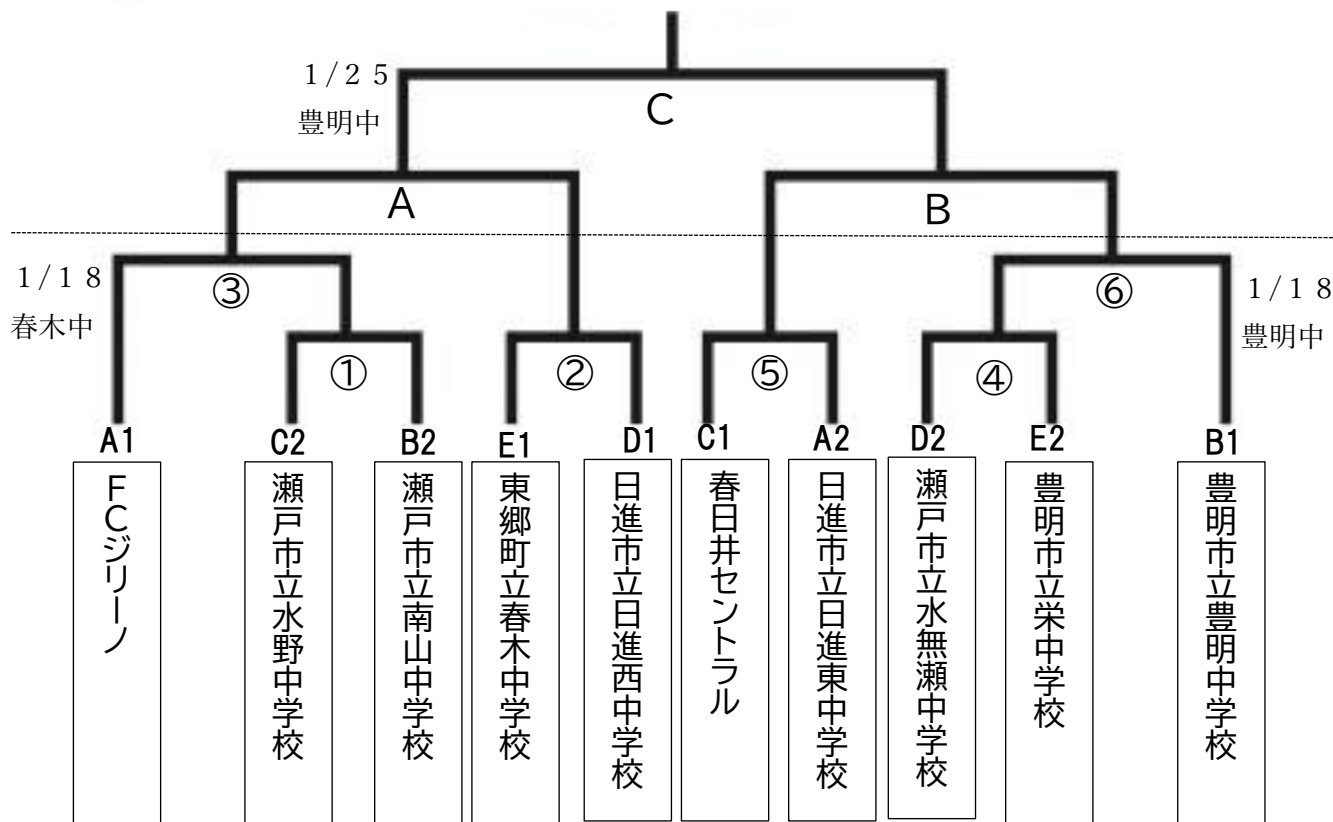 1/25
豊明中
C
A
B
1/18
春木中
③
⑥
1/18
豊明中
①
②
⑤
④
A1
C2
B2
E1
D1
C1
A2
D2
E2
B1
FCジリーノ
瀬戸市立水野中学校
瀬戸市立南山中学校
東郷町立春木中学校
日進市立日進西中学校
春日井セントラル
日進市立日進東中学校
瀬戸市立水無瀬中学校
豊明市立栄中学校
豊明市立豊明中学校